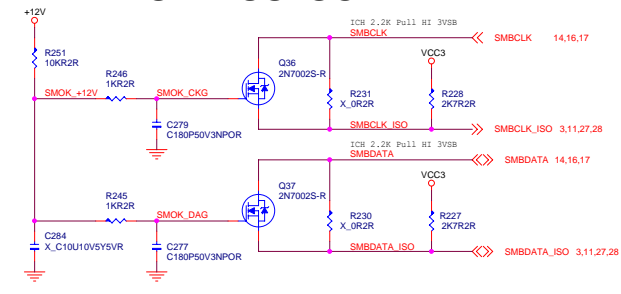 +12V
ICH 2.2K Pull HI 3VSB
SMBCLK
SMBCLK 14,16,17
R251
10KR2R
R246
1KR2R
Q36
2N7002S-R
VCC3
SMOK_+12V
SMOK_CKG
R231
X_0R2R
R228
2K7R2R
C279
C180P50V3NPOR
SMBCLK_ISO
SMBCLK_ISO 3,11,27,28
ICH 2.2K Pull HI 3VSB
SMBDATA
SMBDATA 14,16,17
VCC3
Q37
2N7002S-R
R245
1KR2R
SMOK_DAG
R230
X_0R2R
R227
2K7R2R
C284
X_C10U10V5Y5VR
C277
C180P50V3NPOR
SMBDATA_ISO
SMBDATA_ISO 3,11,27,28